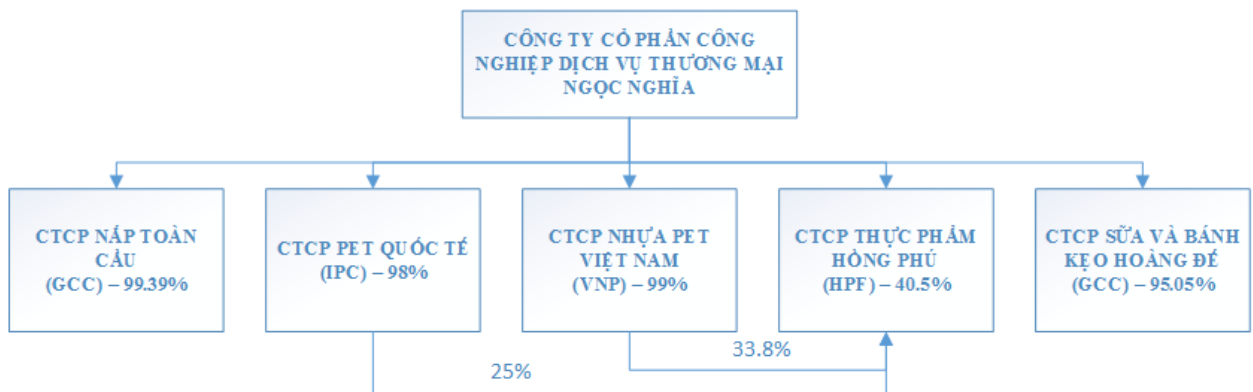 CÔNG TY CỔ PHẦN CÔNG
NGHIỆP DỊCH VỤ THƯƠNG MẠI
NGỌC NGHĨA
CTCP NẮP TOÀN
CẦU
(GCC) – 99.39%
CTCP PET QUỐC TẾ
(IPC) – 98%
CTCP NHỰA PET
VIỆT NAM
(VNP) – 99%
CTCP THỰC PHẨM
HỒNG PHÚ
(HPF) – 40.5%
CTCP SỮA VÀ BÁNH
KẸO HOÀNG ĐẾ
(GCC) – 95.05%
33.8%
25%